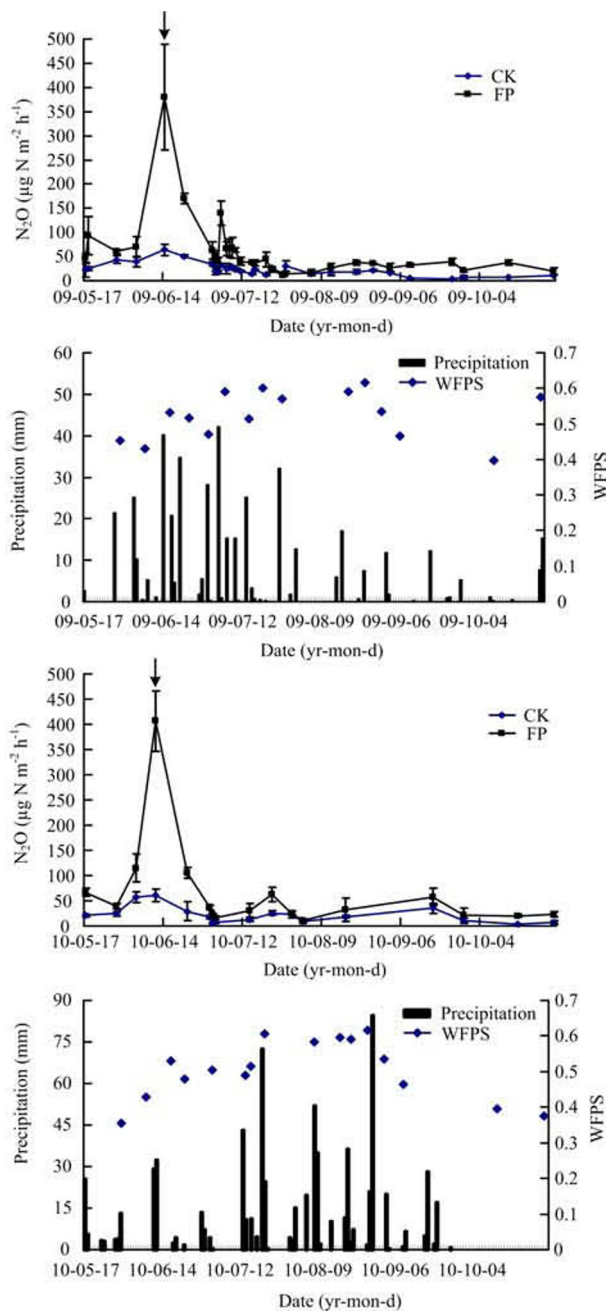 500
450
400
350
300
250
200
150
100
50
0
N₂O (µg N m⁻² h⁻¹)
CK
FP
09-05-17 09-06-14 09-07-12 09-08-09 09-09-06 09-10-04
Date (yr-mon-d)
60
50
40
30
20
10
0
Precipitation (mm)
Precipitation
WFPS
0.7
0.6
0.5
0.4
0.3
0.2
0.1
0
WFPS
09-05-17 09-06-14 09-07-12 09-08-09 09-09-06 09-10-04
Date (yr-mon-d)
500
450
400
350
300
250
200
150
100
50
0
N₂O (µg N m⁻² h⁻¹)
CK
FP
10-05-17 10-06-14 10-07-12 10-08-09 10-09-06 10-10-04
Date (yr-mon-d)
90
75
60
45
30
15
0
Precipitation (mm)
Precipitation
WFPS
0.7
0.6
0.5
0.4
0.3
0.2
0.1
0
WFPS
10-05-17 10-06-14 10-07-12 10-08-09 10-09-06 10-10-04
Date (yr-mon-d)